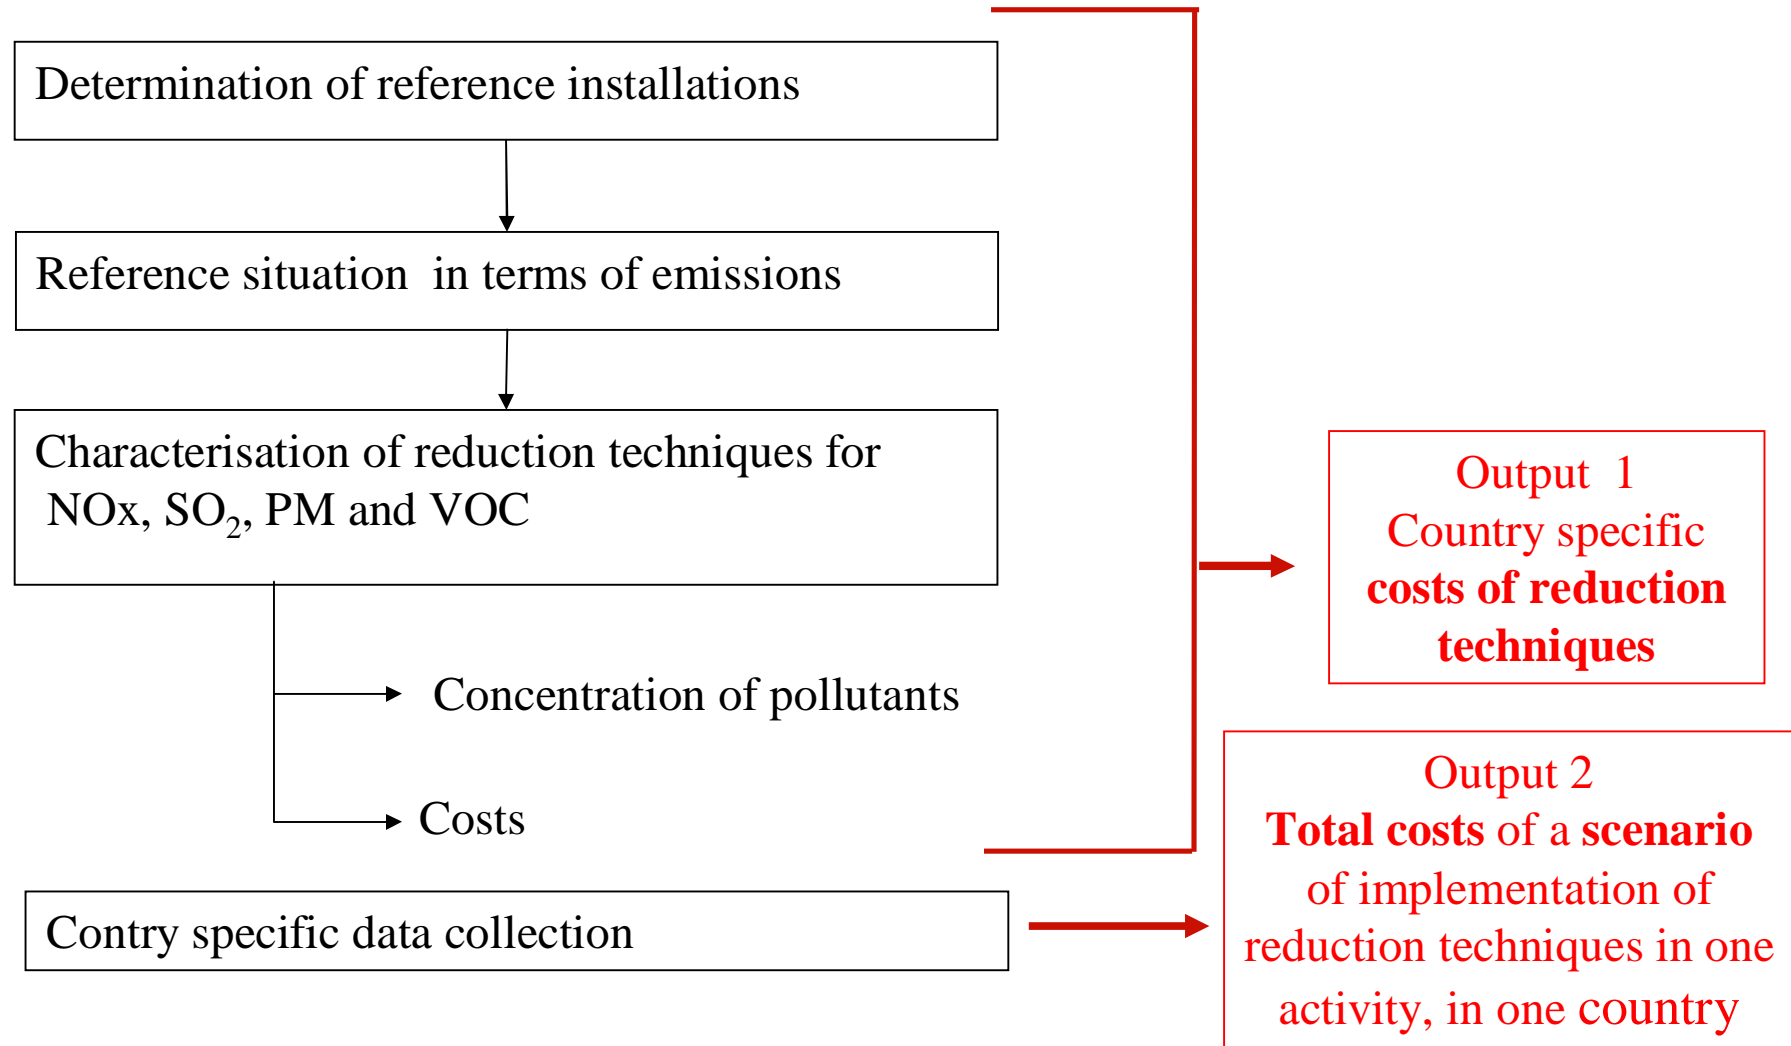 Determination of reference installations
Reference situation in terms of emissions
Characterisation of reduction techniques for
NOx, SO₂, PM and VOC
Concentration of pollutants
Costs
Contry specific data collection
Output 1
Country specific
costs of reduction
techniques
Output 2
Total costs of a scenario
of implementation of
reduction techniques in one
activity, in one country